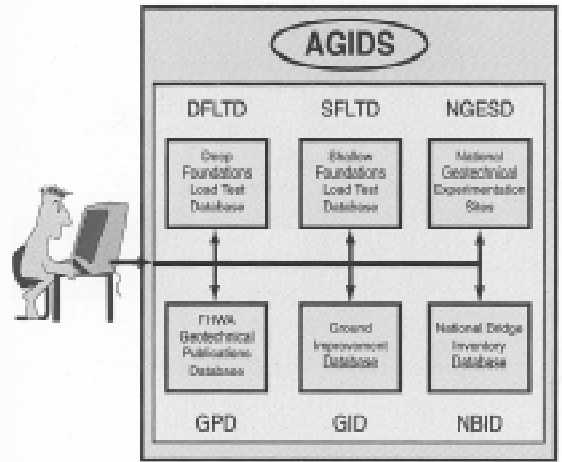 AGIDS
DFLTD
SFLTD
NGESD
Deep
Foundations
Load Test
Database
Shallow
Foundations
Load Test
Database
National
Geotechnical
Experimentation
Sites
FHWA
Geotechnical
Publications
Database
Ground
Improvement
Database
National Bridge
Inventory
Database
GPD
GID
NBID